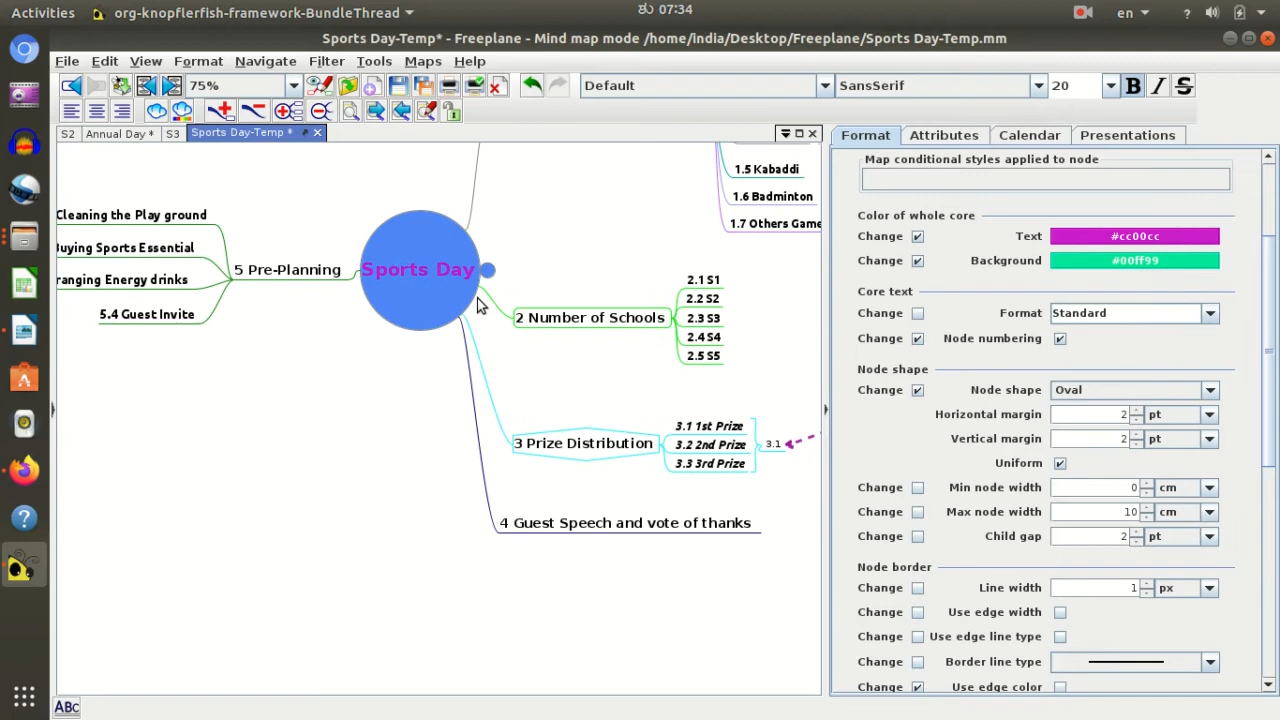 Activities
org-knopflerfish-framework-BundleThread
07:34
en
Sports Day-Temp* - Freeplane - Mind map mode /home/india/Desktop/Freeplane/Sports Day-Temp.mm
File Edit View Format Navigate Filter Tools Maps Help
75%
Default
SansSerif
20
B I S
S2 Annual Day * S3 Sports Day-Temp *
Format Attributes Calendar Presentations
Cleaning the Play ground
Buying Sports Essential
ranging Energy drinks
5.4 Guest Invite
5 Pre-Planning
Sports Day
1.5 Kabaddi
1.6 Badminton
1.7 Others Game
2 Number of Schools
2.1 S1
2.2 S2
2.3 S3
2.4 S4
2.5 S5
3 Prize Distribution
3.1 1st Prize
3.2 2nd Prize
3.3 3rd Prize
3.1
4 Guest Speech and vote of thanks
Map conditional styles applied to node
Color of whole core
Change Text #cc00cc
Change Background #00ff99
Core text
Change Format Standard
Change Node numbering
Node shape
Change Node shape Oval
Horizontal margin 2 pt
Vertical margin 2 pt
Uniform
Change Min node width 0 cm
Change Max node width 10 cm
Change Child gap 2 pt
Node border
Change Line width 1 px
Change Use edge width
Change Use edge line type
Change Border line type
Change Use edge color
ABC